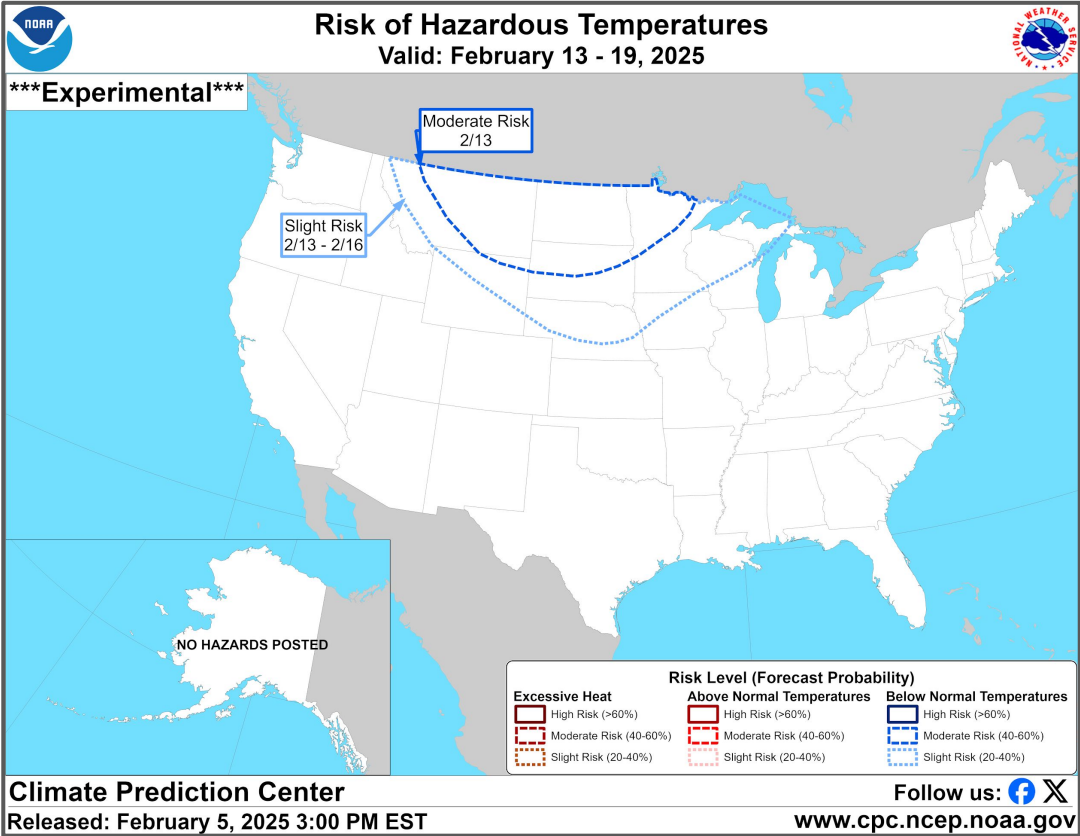 NOAA
Risk of Hazardous Temperatures
Valid: February 13 - 19, 2025
NATIONAL WEATHER SERVICE
***Experimental***
Moderate Risk
2/13
Slight Risk
2/13 - 2/16
NO HAZARDS POSTED
Risk Level (Forecast Probability)
Excessive Heat
High Risk (>60%)
Moderate Risk (40-60%)
Slight Risk (20-40%)
Above Normal Temperatures
High Risk (>60%)
Moderate Risk (40-60%)
Slight Risk (20-40%)
Below Normal Temperatures
High Risk (>60%)
Moderate Risk (40-60%)
Slight Risk (20-40%)
Climate Prediction Center
Follow us:
Released: February 5, 2025 3:00 PM EST
www.cpc.ncep.noaa.gov